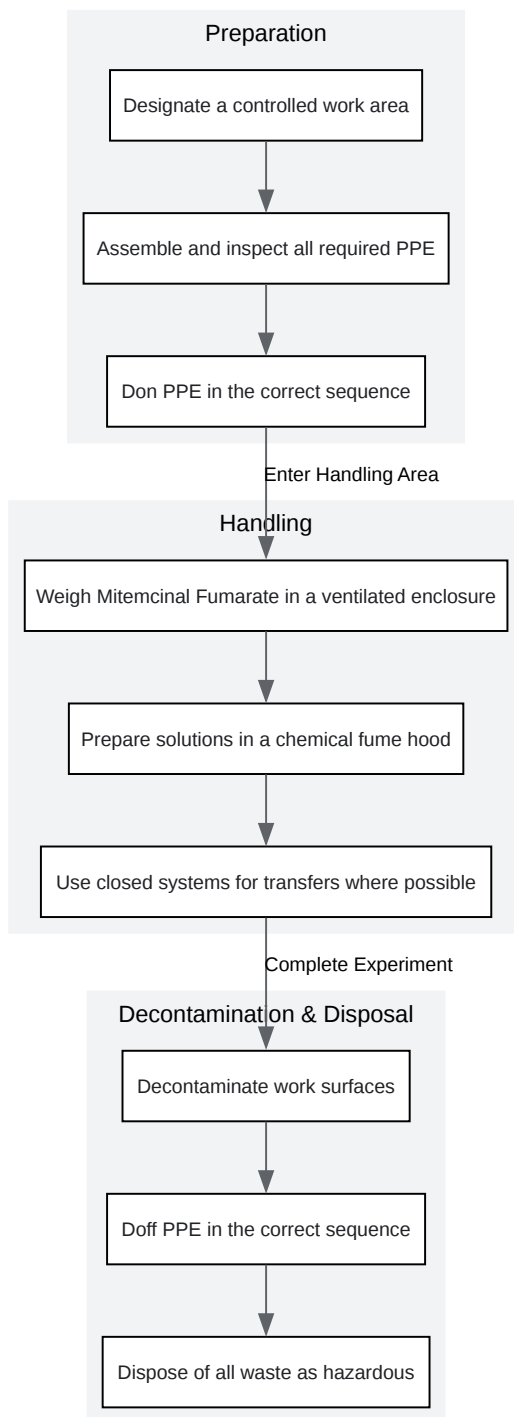 Preparation
Designate a controlled work area
Assemble and inspect all required PPE
Don PPE in the correct sequence
Enter Handling Area
Handling
Weigh Mitemcinal Fumarate in a ventilated enclosure
Prepare solutions in a chemical fume hood
Use closed systems for transfers where possible
Complete Experiment
Decontamination & Disposal
Decontaminate work surfaces
Doff PPE in the correct sequence
Dispose of all waste as hazardous